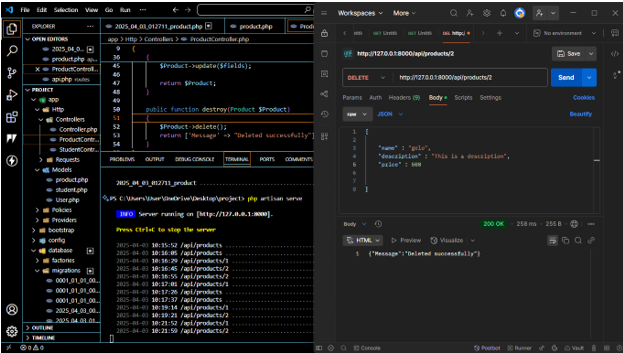 File Edit Selection View Go Run
EXPLORER
OPEN EDITORS
2025_04_0...
product.php ap...
ProductControll...
api.php routes
PROJECT
app
Http
Controllers
Controller.php
ProductContr...
StudentCont...
Requests
Models
product.php
student.php
User.php
Policies
Providers
bootstrap
config
database
factories
migrations
0001_01_01_00...
0001_01_01_00...
0001_01_01_00...
2025_04_03_00...
2025_04_03_01...
OUTLINE
TIMELINE
2025_04_03_012711_product.php
product.php
Product
app > Http > Controllers > ProductController.php
9 {
45 $Product->update($fields);
46
47 return $Product;
48 }
49
50 public function destroy(Product $Product)
51 {
52 $Product->delete();
53 return ['Message' => "Deleted successfully"]
54 }
PROBLEMS OUTPUT DEBUG CONSOLE TERMINAL PORTS COMMENTS
2025_04_03_012711_product
PS C:\Users\User\OneDrive\Desktop\project> php artisan serve
INFO Server running on [http://127.0.0.1:8000].
Press Ctrl+C to stop the server
2025-04-03 10:15:52 /api/products
2025-04-03 10:16:05 /api/products
2025-04-03 10:16:29 /api/products/1
2025-04-03 10:16:45 /api/products/2
2025-04-03 10:16:55 /api/products/2
2025-04-03 10:17:01 /api/products/1
2025-04-03 10:17:26 /api/products
2025-04-03 10:17:37 /api/products
2025-04-03 10:19:14 /api/products/1
2025-04-03 10:19:21 /api/products/2
2025-04-03 10:21:52 /api/products/1
2025-04-03 10:21:59 /api/products/2
Workspaces More
No environment
http://127.0.0.1:8000/api/products/2
Save
DELETE http://127.0.0.1:8000/api/products/2 Send
Params Auth Headers (9) Body Scripts Settings Cookies
raw JSON Beautify
1 {
2
3 "name" : "gelo",
4 "description" : "This is a description",
5 "price" : 600
6
7
8 }
Body 200 OK 258 ms 255 B
HTML Preview Visualize
1 {"Message":"Deleted successfully"}
Console Postbot Runner Vault